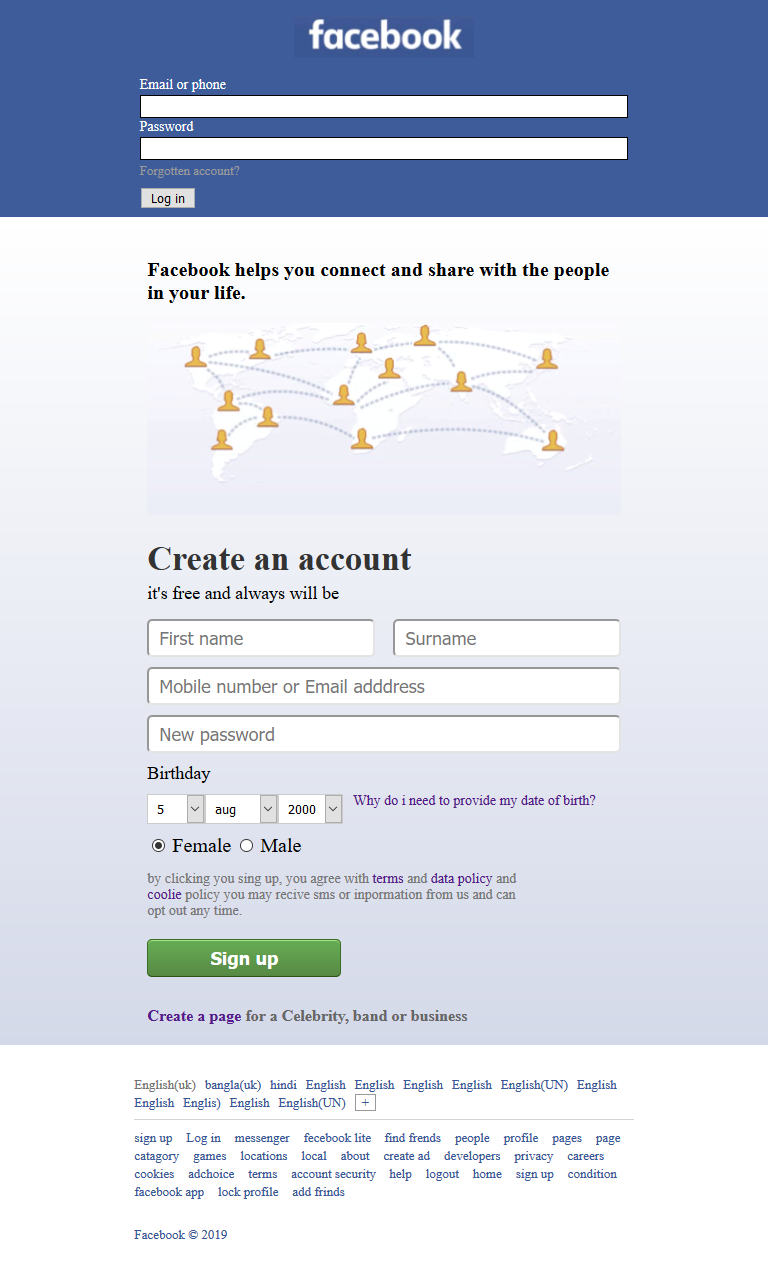 facebook
Email or phone
Password
Forgotten account?
Log in
Facebook helps you connect and share with the people
in your life.
Create an account
it's free and always will be
First name Surname
Mobile number or Email adddress
New password
Birthday
5 aug 2000 Why do i need to provide my date of birth?
Female Male
by clicking you sing up, you agree with terms and data policy and
coolie policy you may recive sms or inpormation from us and can
opt out any time.
Sign up
Create a page for a Celebrity, band or business
English(uk) bangla(uk) hindi English English English English English(UN) English
English Englis) English English(UN) +
sign up Log in messenger fecebook lite find frends people profile pages page
catagory games locations local about create ad developers privacy careers
cookies adchoice terms account security help logout home sign up condition
facebook app lock profile add frinds
Facebook © 2019